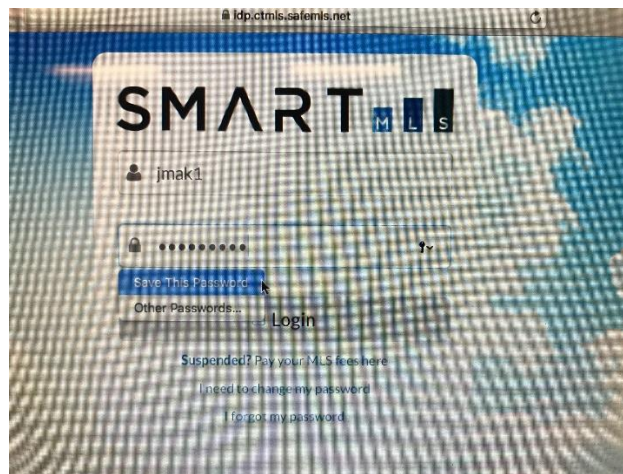 idp.ctmls.safemls.net
SMART MLS
jmak1
Save This Password
Other Passwords...
Login
Suspended? Pay your MLS fees here
I need to change my password
I forgot my password